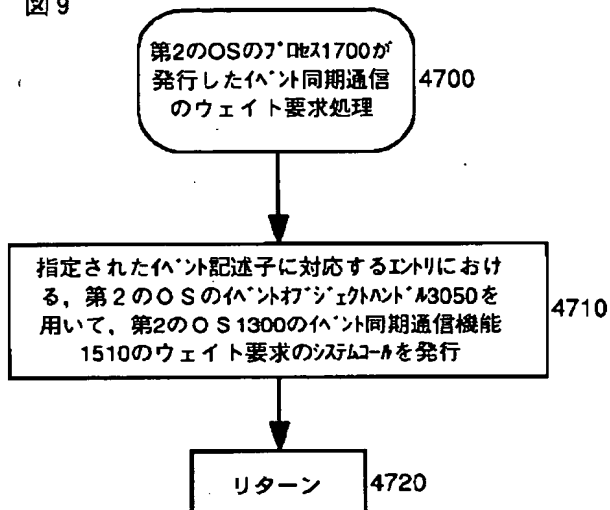 図９
第2のOSのﾌﾟﾛｾｽ1700が
発行したｲﾍﾞﾝﾄ同期通信
のウェイト要求処理
4700
指定されたｲﾍﾞﾝﾄ記述子に対応するｴﾝﾄﾘにおけ
る，第２のＯＳのｲﾍﾞﾝﾄｵﾌﾞｼﾞｪｸﾄﾊﾝﾄﾞﾙ3050を
用いて，第2のＯＳ1300のｲﾍﾞﾝﾄ同期通信機能
1510のウェイト要求のｼｽﾃﾑｺｰﾙを発行
4710
リターン
4720